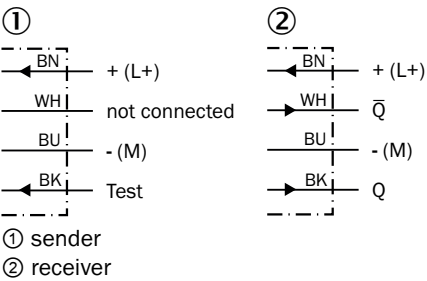 ① ②
BN + (L+) BN + (L+)
WH not connected WH Q̅
BU - (M) BU - (M)
BK Test BK Q
① sender
② receiver